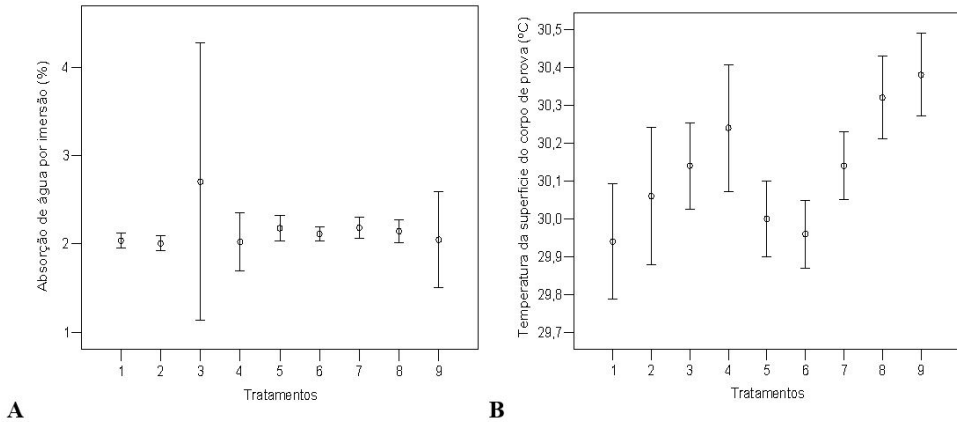 Absorção de água por imersão (%)
4
3
2
1
1 2 3 4 5 6 7 8 9
Tratamentos
A
Temperatura da superficie do corpo de prova (ºC)
30,5
30,4
30,3
30,2
30,1
30,0
29,9
29,8
29,7
1 2 3 4 5 6 7 8 9
Tratamentos
B